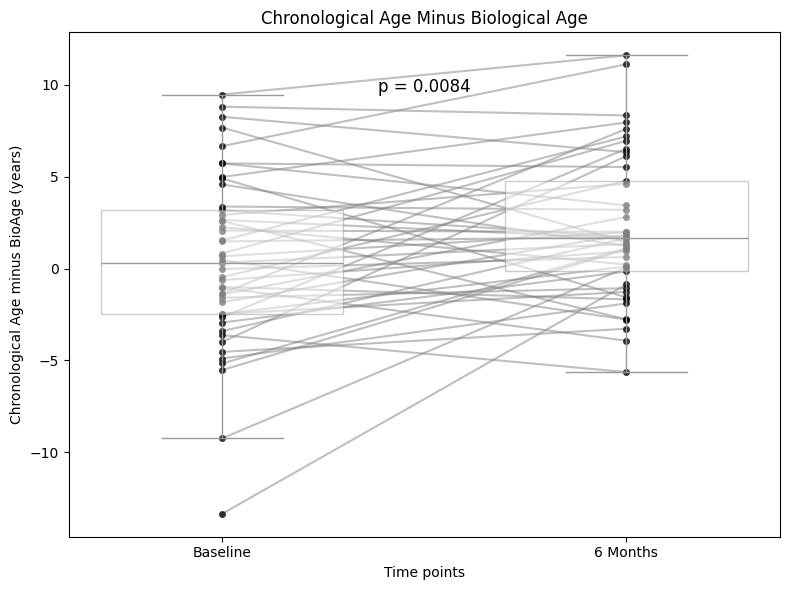 Chronological Age Minus Biological Age
p = 0.0084
Chronological Age minus BioAge (years)
10
5
0
−5
−10
Baseline
6 Months
Time points